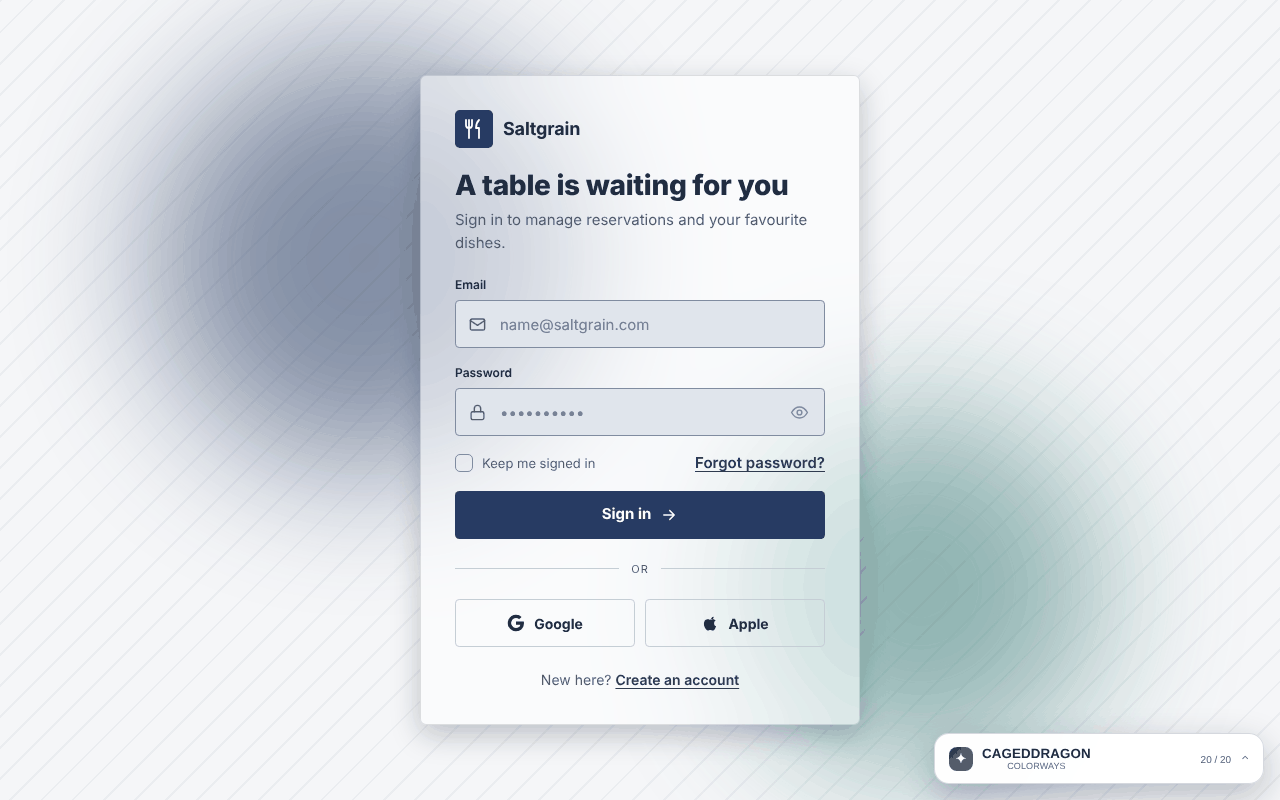 Saltgrain
A table is waiting for you
Sign in to manage reservations and your favourite
dishes.
Email
name@saltgrain.com
Password
••••••••••
Keep me signed in
Forgot password?
Sign in →
OR
Google
Apple
New here? Create an account
CAGEDDRAGON
COLORWAYS
20 / 20